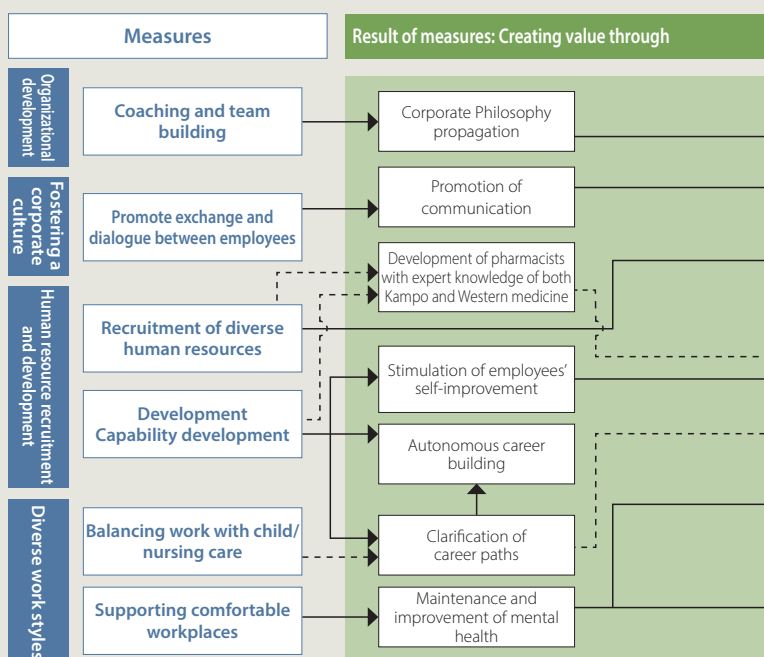 Measures
Result of measures: Creating value through
Organizational
development
Coaching and team
building
Corporate Philosophy
propagation
Fostering a
corporate
culture
Promote exchange and
dialogue between employees
Promotion of
communication
Development of pharmacists
with expert knowledge of both
Kampo and Western medicine
Human resource recruitment
and development
Recruitment of diverse
human resources
Stimulation of employees’
self-improvement
Development
Capability development
Autonomous career
building
Diverse work styles
Balancing work with child/
nursing care
Clarification of
career paths
Supporting comfortable
workplaces
Maintenance and
improvement of mental
health